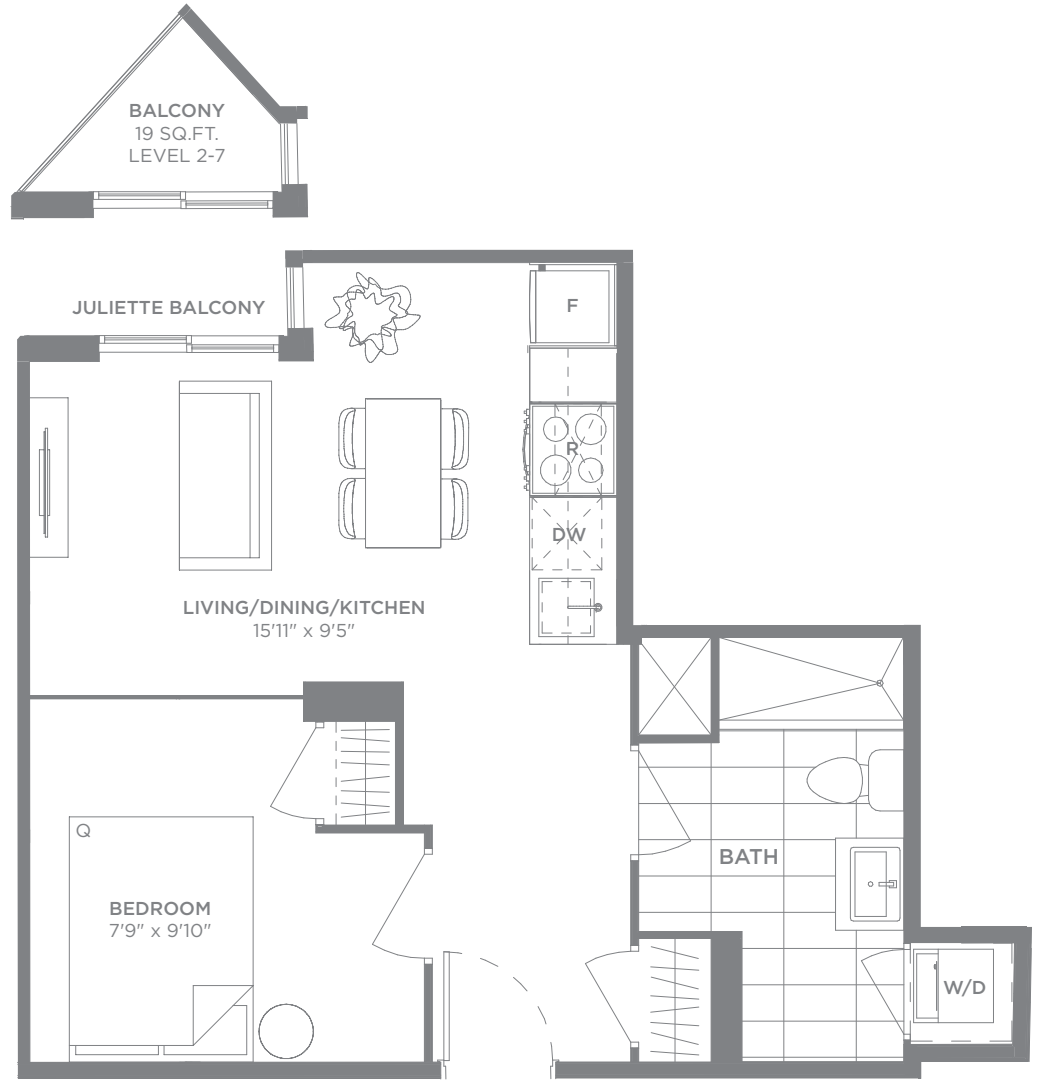 BALCONY
19 SQ.FT.
LEVEL 2-7
JULIETTE BALCONY
F
R
DW
LIVING/DINING/KITCHEN
15'11" x 9'5"
Q
BATH
BEDROOM
7'9" x 9'10"
W/D